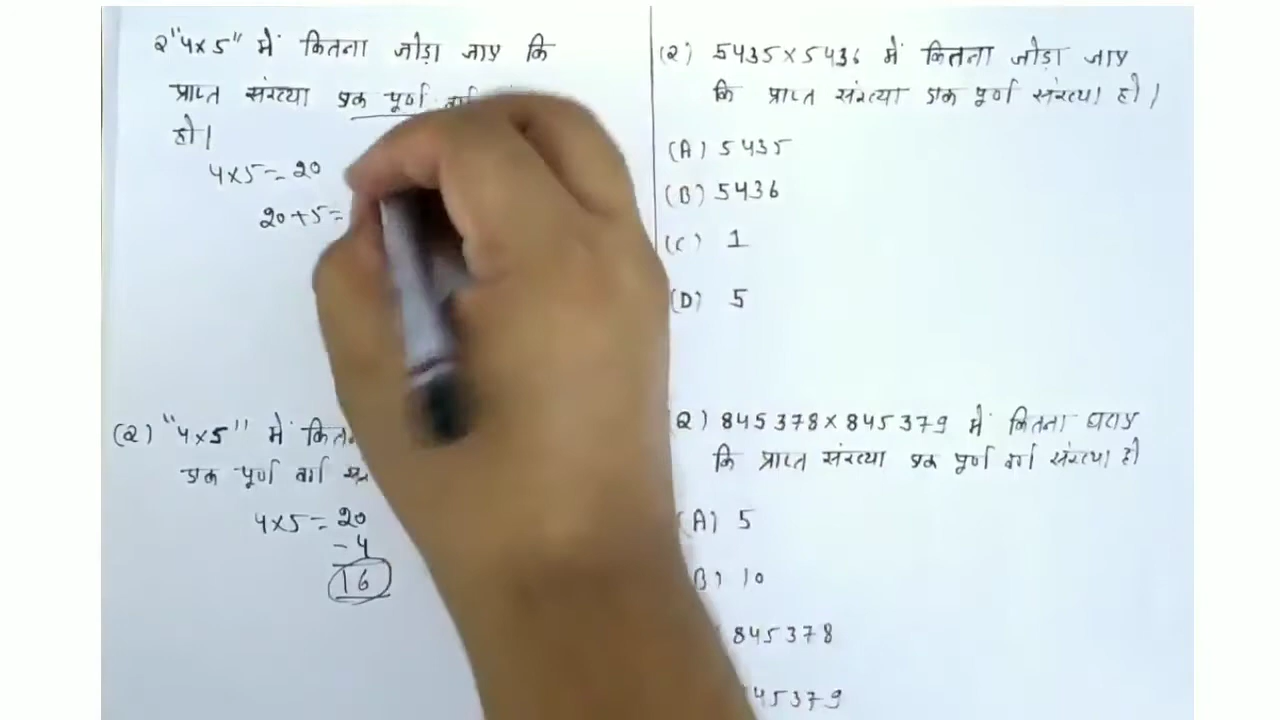 Q "4×5" में कितना जोड़ा जाए कि
प्राप्त संख्या एक पूर्ण वर्ग
हो।
4×5=20
20+5=
(Q) "4×5" में
एक पूर्ण वर्ग
4×5=20
-4
16
(Q) 5435×5436 में कितना जोड़ा जाए
कि प्राप्त संख्या एक पूर्ण संख्या हो।
(A) 5435
(B) 5436
(C) 1
(D) 5
Q) 845378×845379 में कितना घटाए
कि प्राप्त संख्या एक पूर्ण वर्ग संख्या हो
(A) 5
B) 10
845378
45379